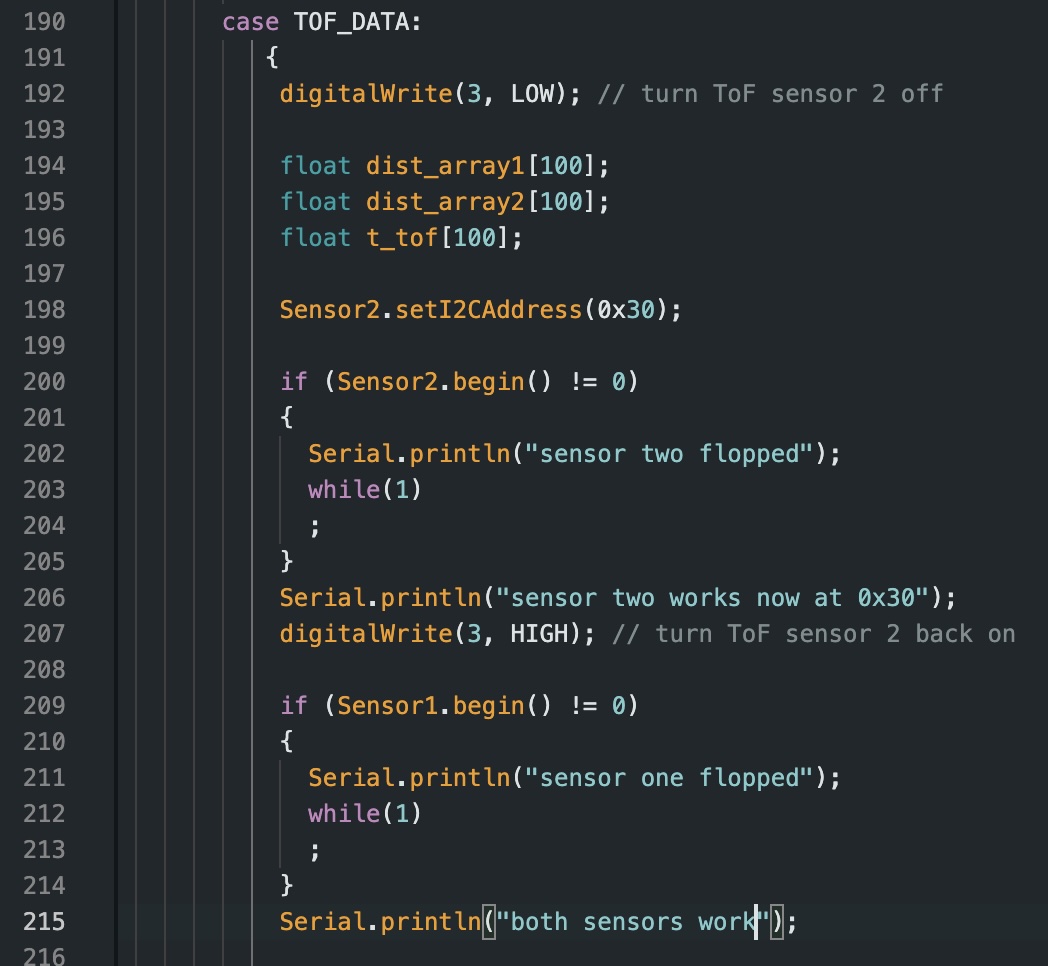 190 case TOF_DATA:
191 {
192 digitalWrite(3, LOW); // turn ToF sensor 2 off
193
194 float dist_array1[100];
195 float dist_array2[100];
196 float t_tof[100];
197
198 Sensor2.setI2CAddress(0x30);
199
200 if (Sensor2.begin() != 0)
201 {
202 Serial.println("sensor two flopped");
203 while(1)
204 ;
205 }
206 Serial.println("sensor two works now at 0x30");
207 digitalWrite(3, HIGH); // turn ToF sensor 2 back on
208
209 if (Sensor1.begin() != 0)
210 {
211 Serial.println("sensor one flopped");
212 while(1)
213 ;
214 }
215 Serial.println("both sensors work");
216